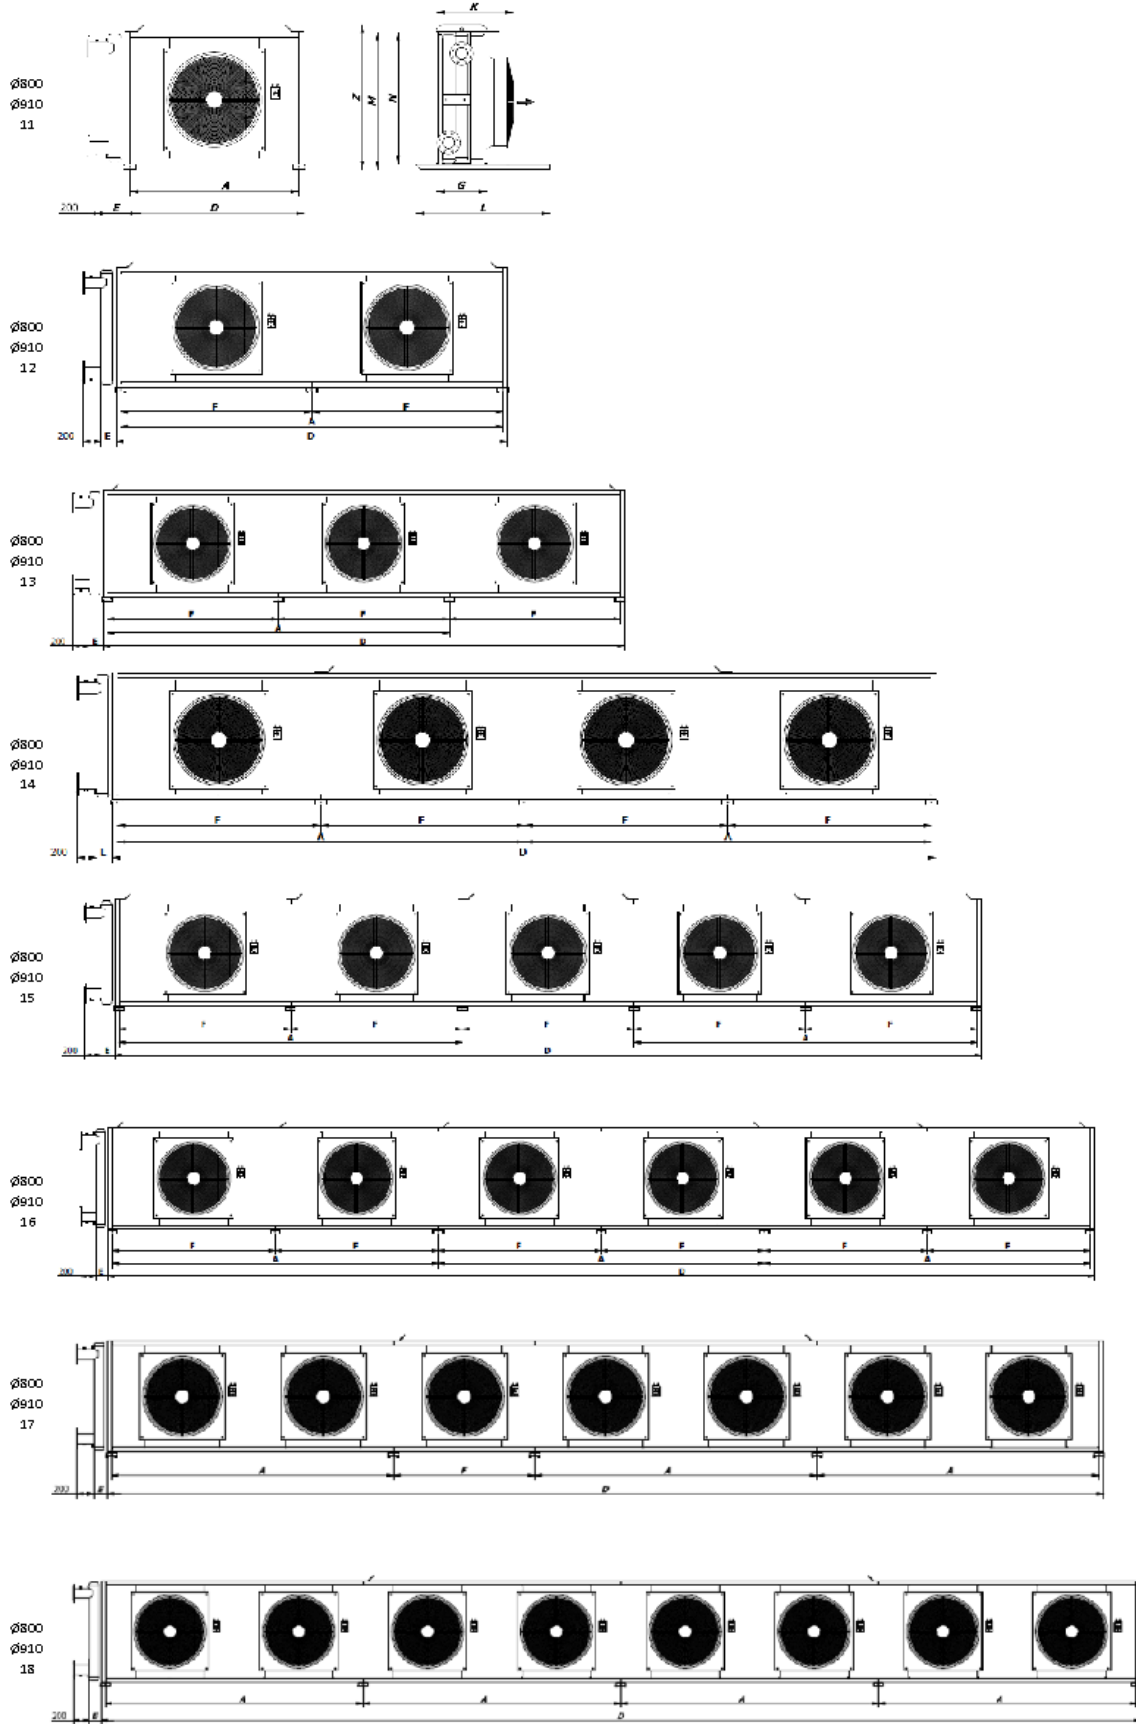 K
Ø800
Ø910
11
Z M N
A
G
200 E D
L
Ø800
Ø910
12
F F
A
200 E D
Ø800
Ø910
13
F F F
A
200 E D
Ø800
Ø910
14
F F F F
A A
200 D
Ø800
Ø910
15
F F F F F
A A
200 E D
Ø800
Ø910
16
F F F F F F
A A A
200 E D
Ø800
Ø910
17
A F A A
200 E D
Ø800
Ø910
18
A A A A
200 E D